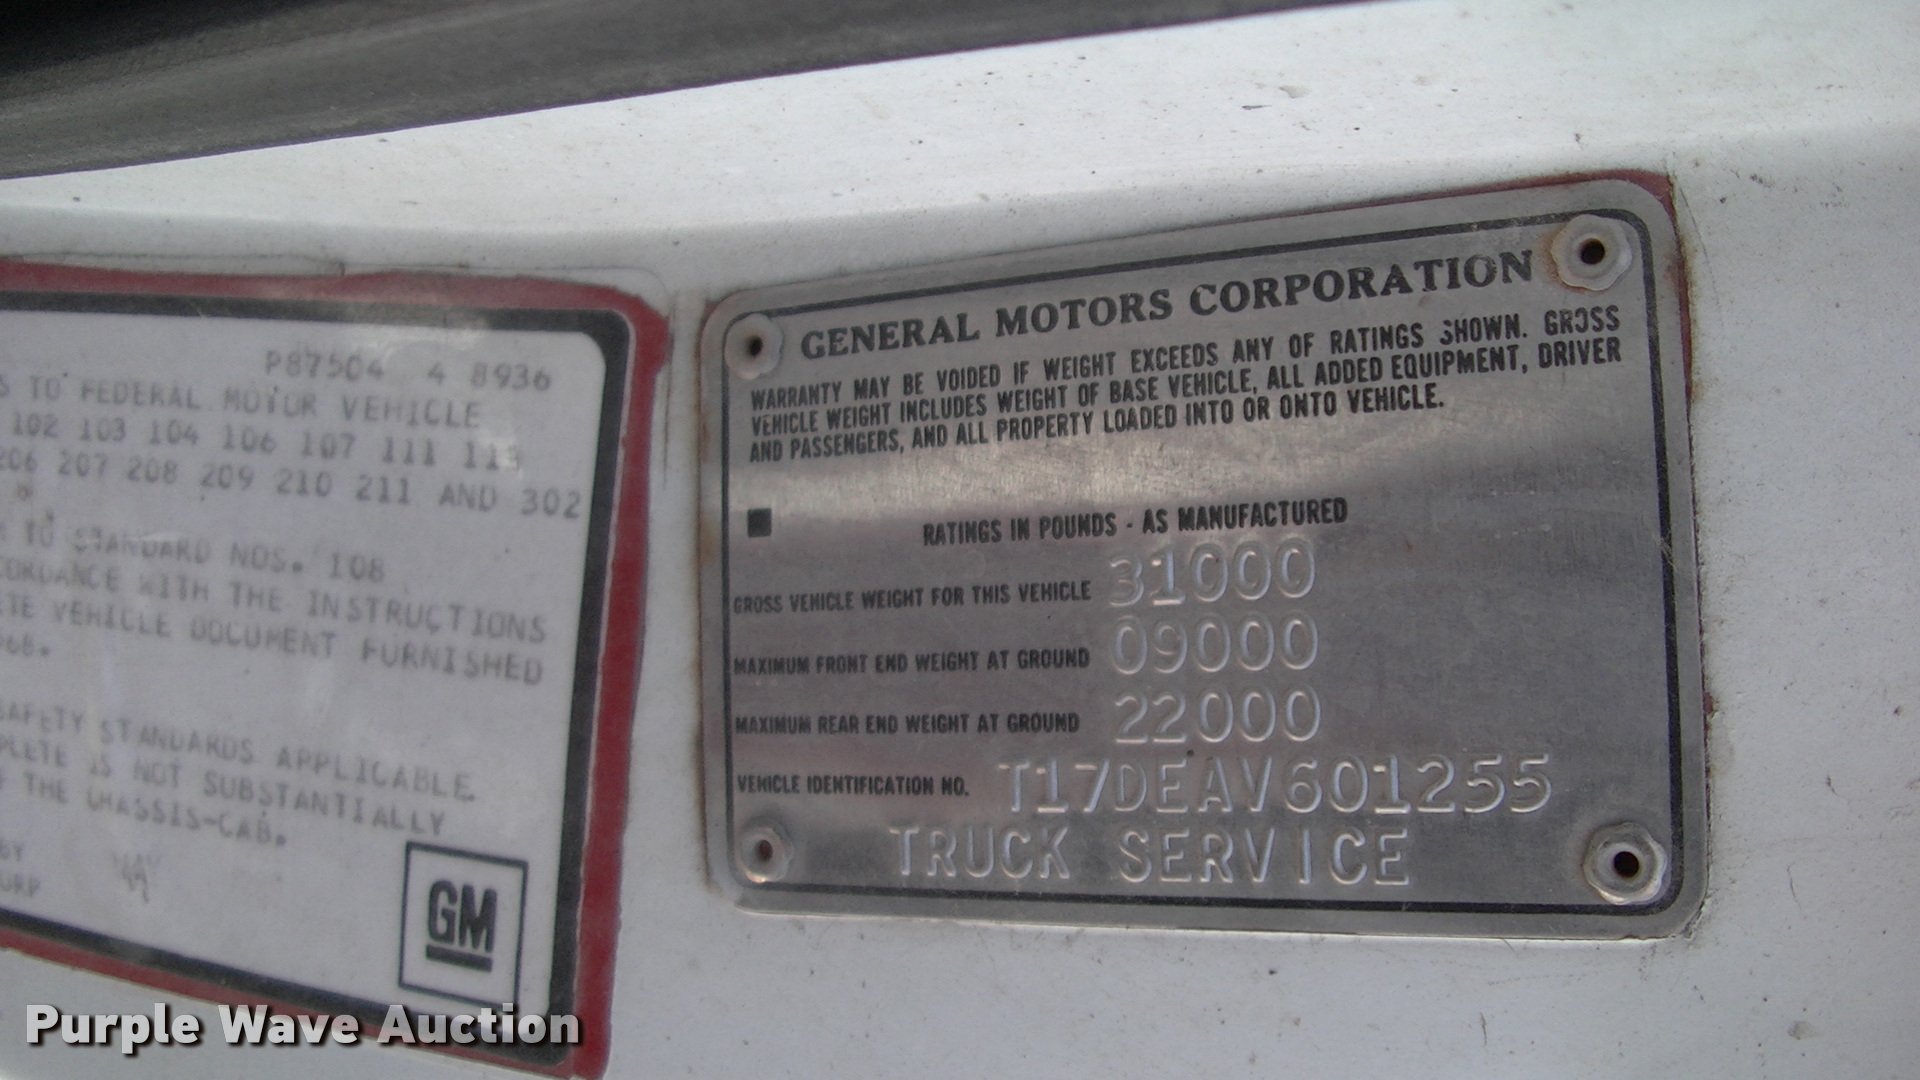 P87504 4 8936
S TO FEDERAL MOTOR VEHICLE
102 103 104 106 107 111 113
206 207 208 209 210 211 AND 302
TO STANDARD NOS. 108
WITH THE INSTRUCTIONS
VEHICLE DOCUMENT FURNISHED
568.
SAFETY STANDARDS APPLICABLE
IS NOT SUBSTANTIALLY
THE CHASSIS-CAB.
BY
CORP
GM
GENERAL MOTORS CORPORATION
WARRANTY MAY BE VOIDED IF WEIGHT EXCEEDS ANY OF RATINGS SHOWN. GROSS
VEHICLE WEIGHT INCLUDES WEIGHT OF BASE VEHICLE, ALL ADDED EQUIPMENT, DRIVER
AND PASSENGERS, AND ALL PROPERTY LOADED INTO OR ONTO VEHICLE.
RATINGS IN POUNDS - AS MANUFACTURED
GROSS VEHICLE WEIGHT FOR THIS VEHICLE 31000
MAXIMUM FRONT END WEIGHT AT GROUND 09000
MAXIMUM REAR END WEIGHT AT GROUND 22000
VEHICLE IDENTIFICATION NO. T17DEAV601255
TRUCK SERVICE
Purple Wave Auction